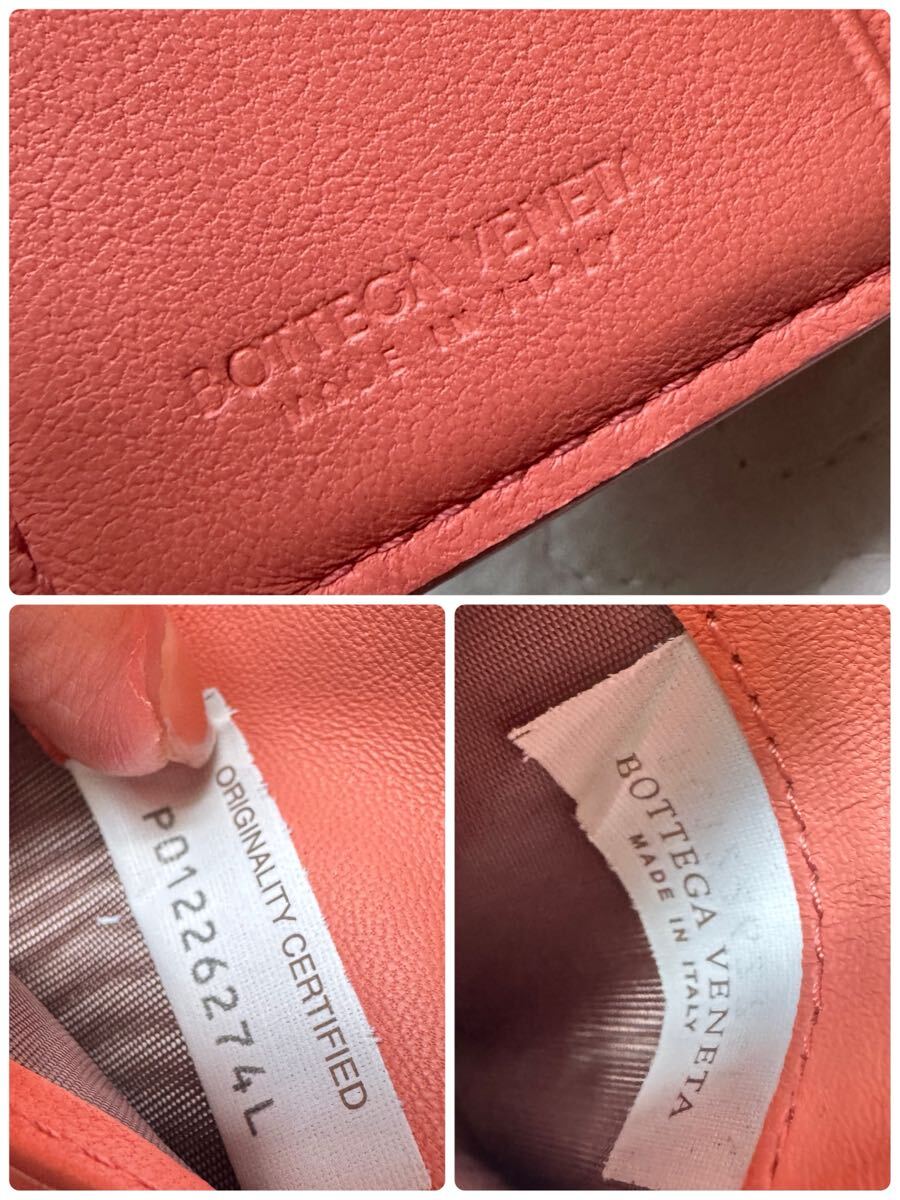 BOTTEGA VENETA
MADE IN ITALY
ORIGINALITY CERTIFIED
P01226274L
BOTTEGA VENETA
MADE IN ITALY